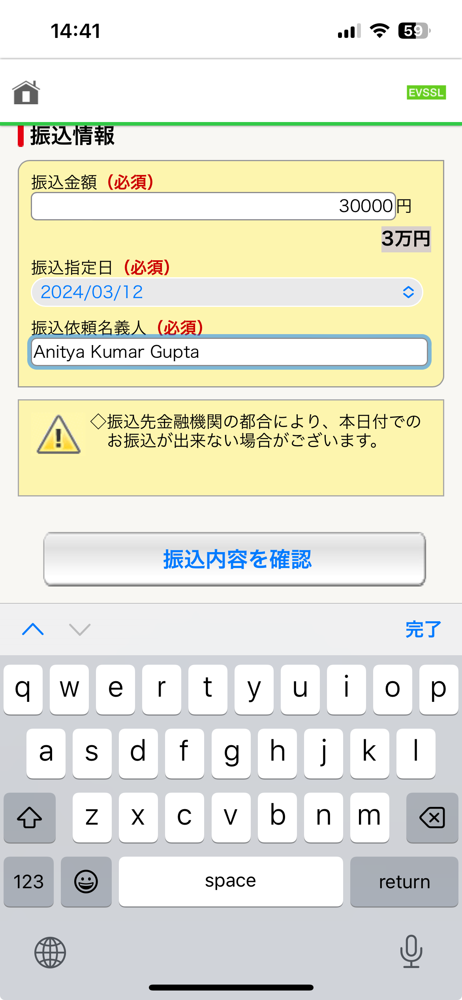 14:41
59
EVSSL
振込情報
振込金額（必須）
30000円
3万円
振込指定日（必須）
2024/03/12
振込依頼名義人（必須）
Anitya Kumar Gupta
◇振込先金融機関の都合により、本日付での
お振込が出来ない場合がございます。
振込内容を確認
完了
q w e r t y u i o p
a s d f g h j k l
z x c v b n m
123 space return